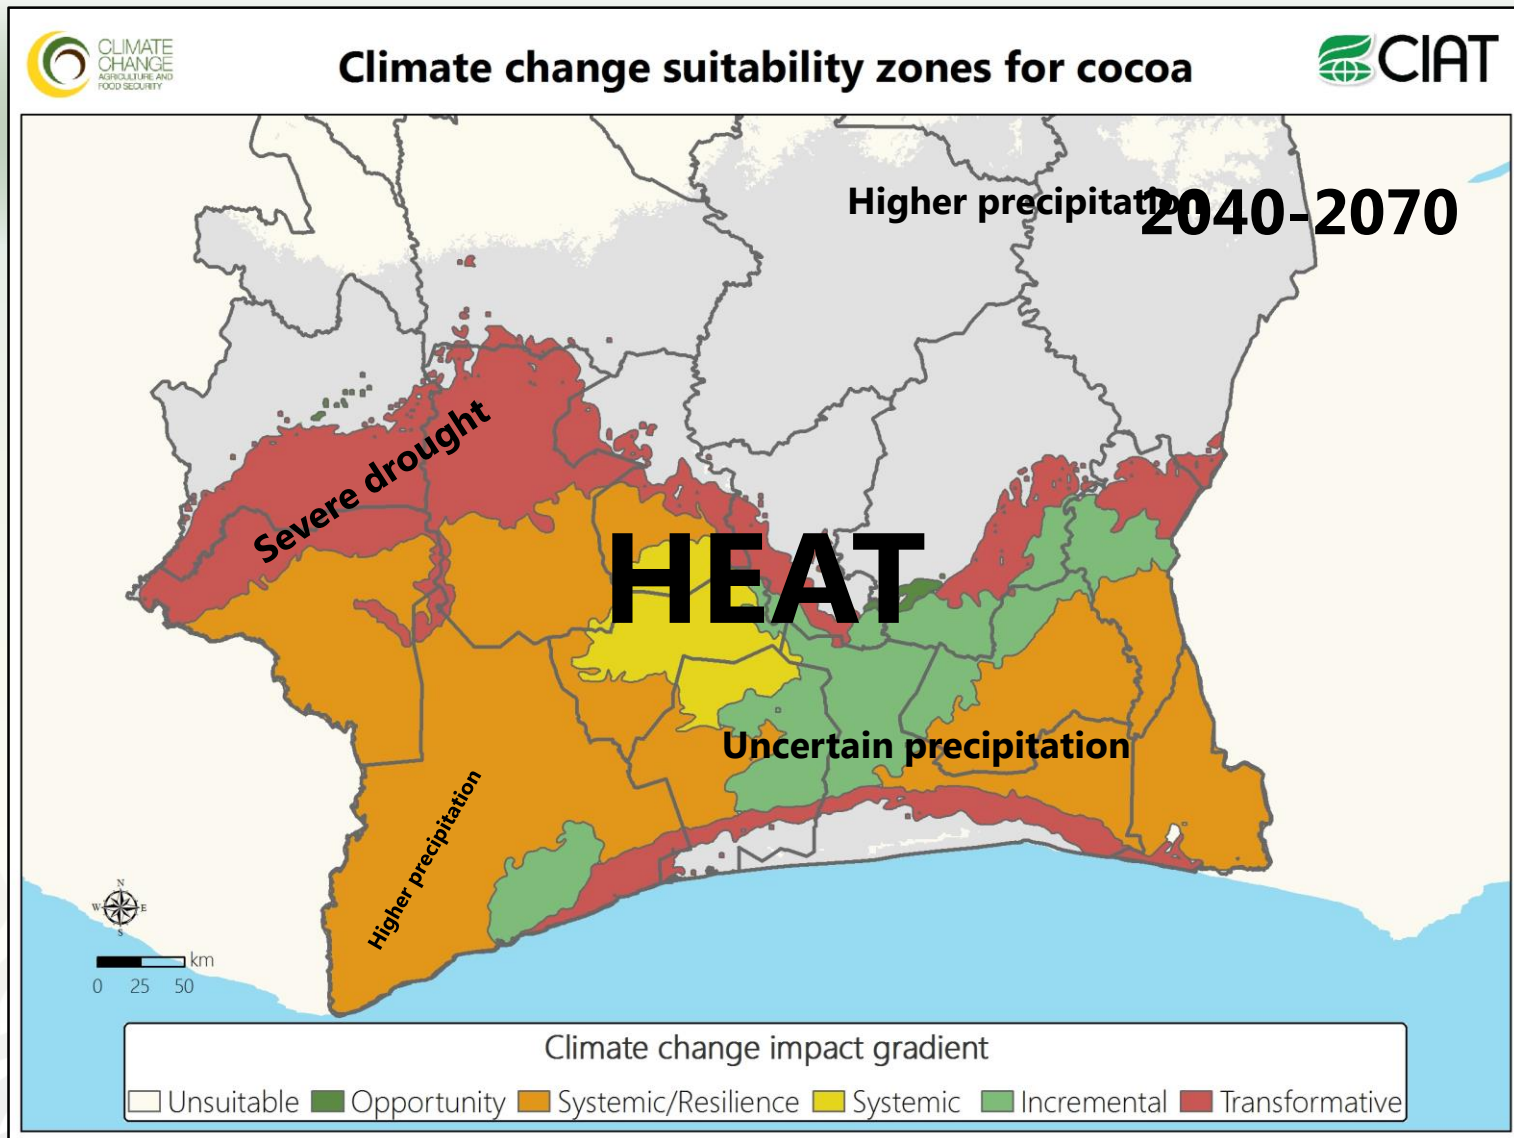 CLIMATE
CHANGE
AGRICULTURE AND
FOOD SECURITY
Climate change suitability zones for cocoa
CIAT
Higher precipitation
2040-2070
Severe drought
HEAT
Uncertain precipitation
Higher precipitation
N
W E
S
km
0 25 50
Climate change impact gradient
Unsuitable Opportunity Systemic/Resilience Systemic Incremental Transformative